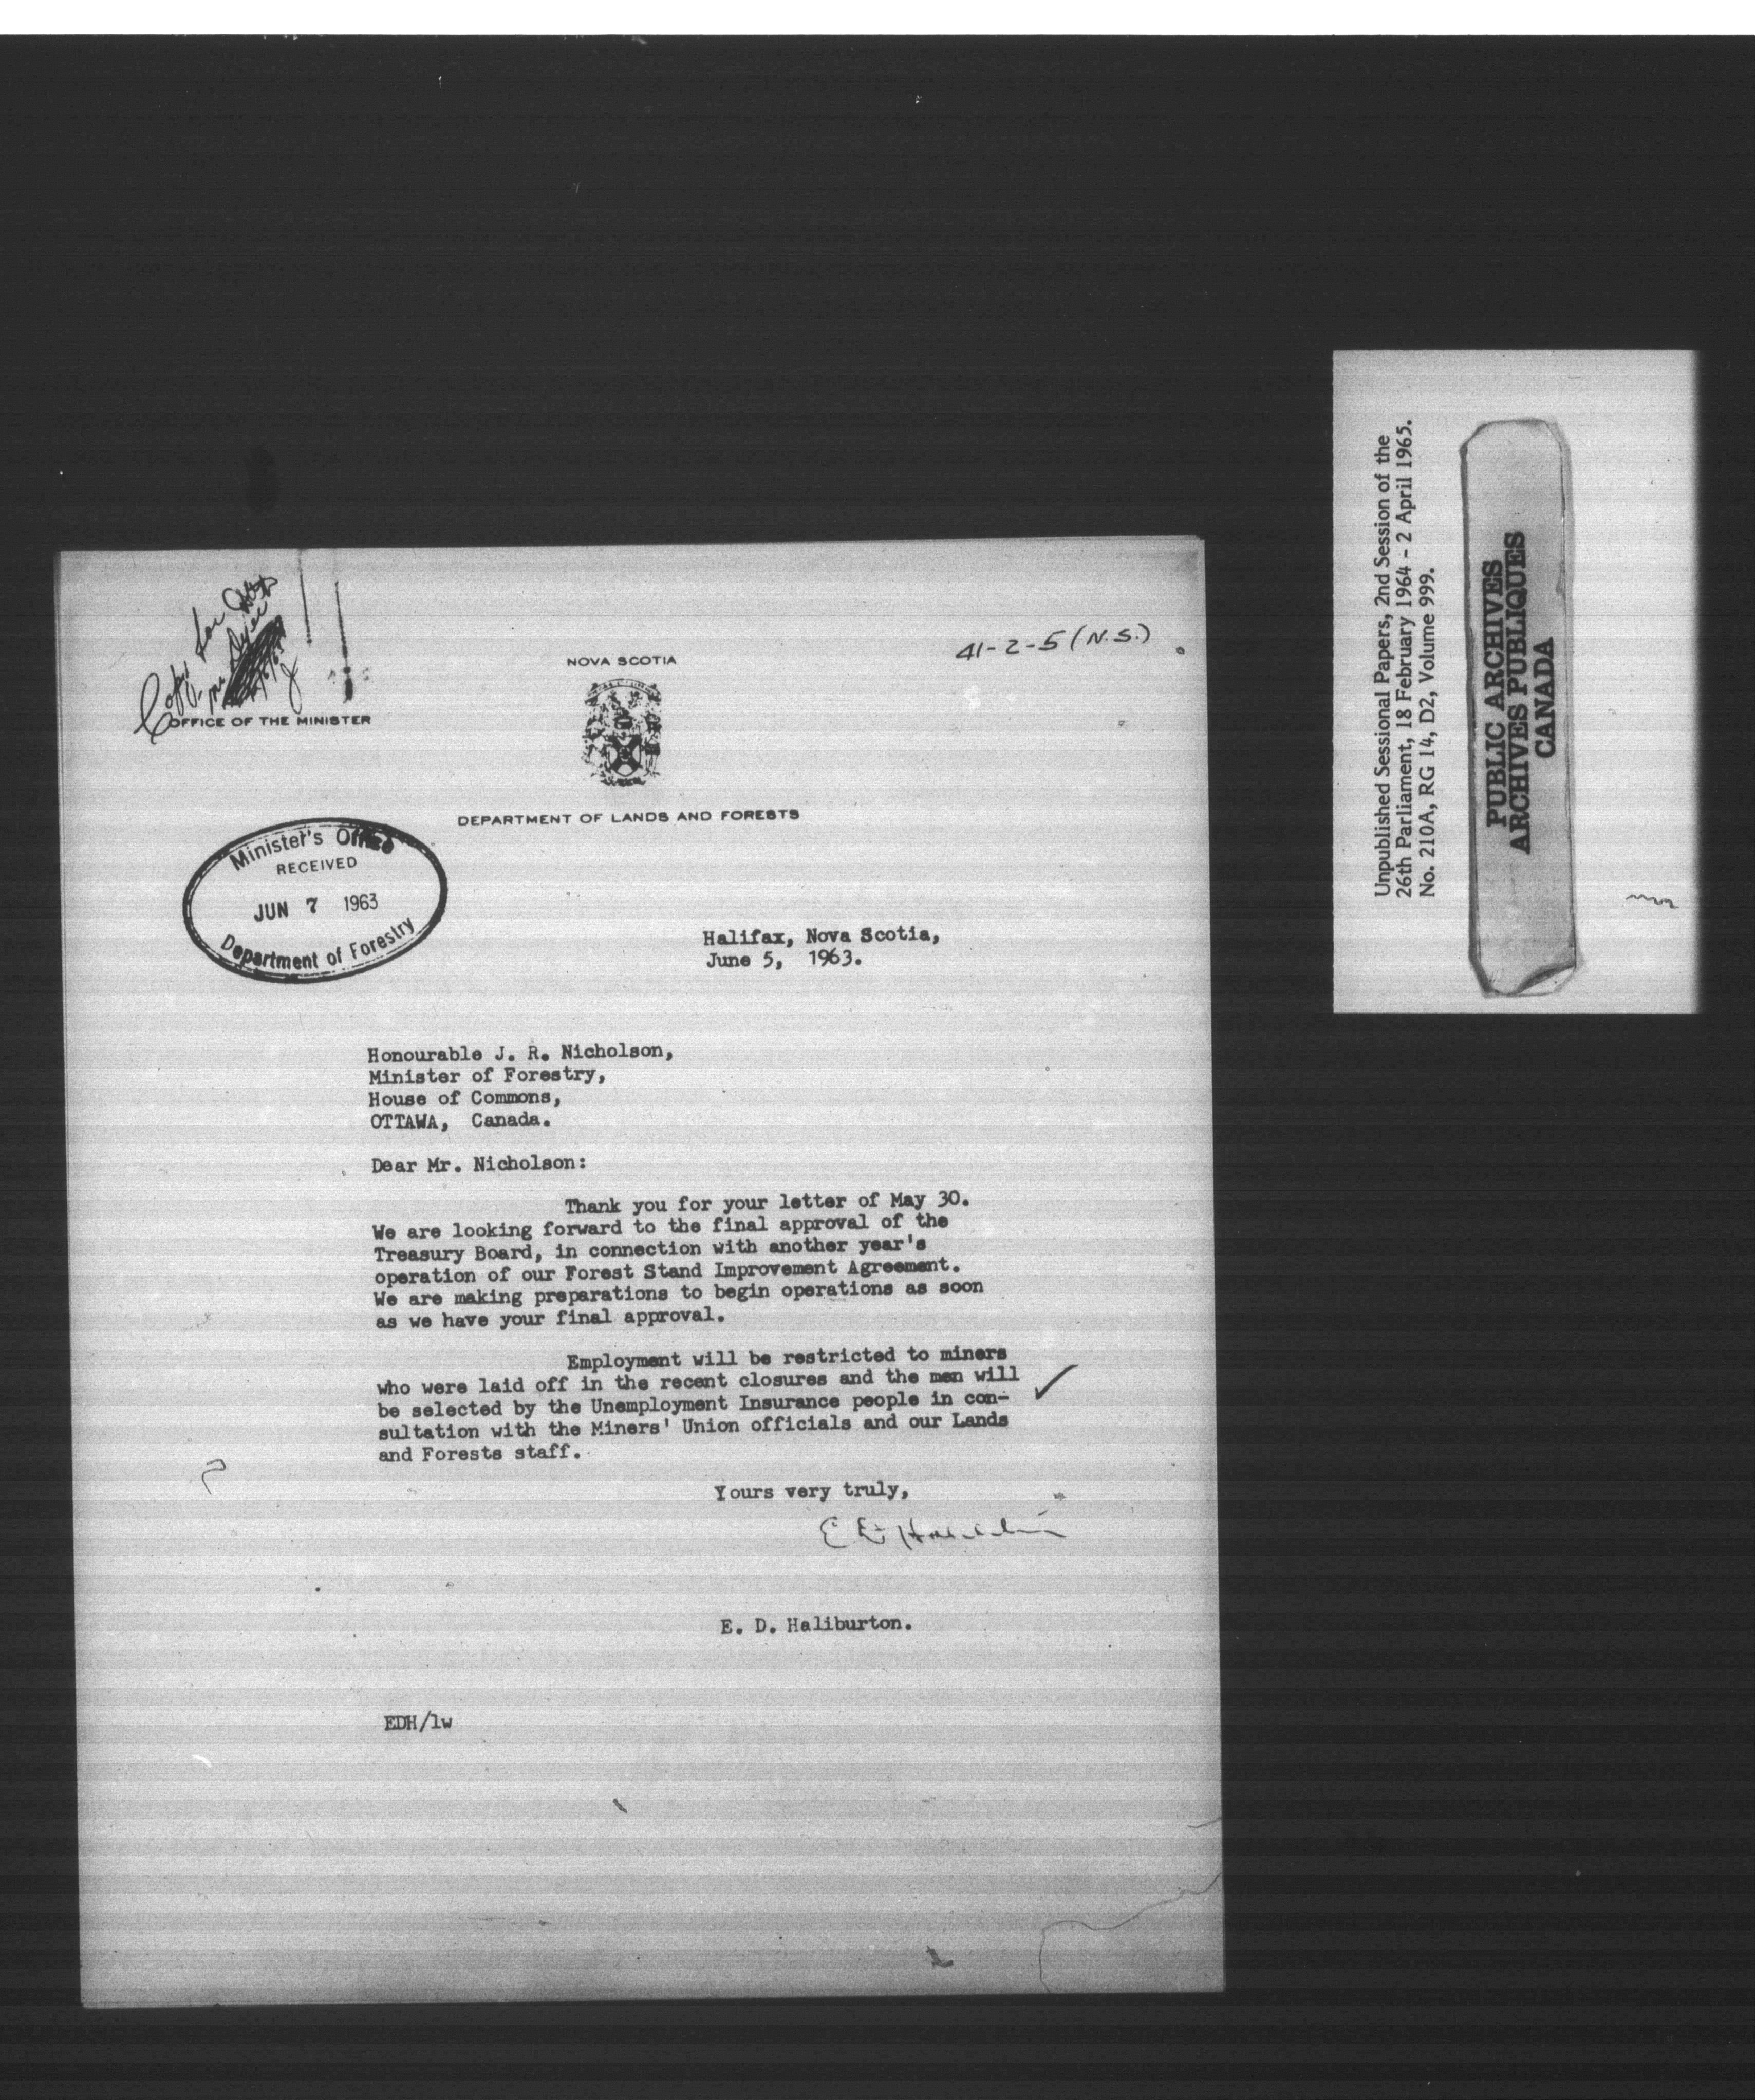 Copy for
Mr. Dyer
41-2-5 (N.S.)
NOVA SCOTIA
OFFICE OF THE MINISTER
DEPARTMENT OF LANDS AND FORESTS
Minister's Office
RECEIVED
JUN 7 1963
Department of Forestry
Halifax, Nova Scotia,
June 5, 1963.
Honourable J. R. Nicholson,
Minister of Forestry,
House of Commons,
OTTAWA, Canada.
Dear Mr. Nicholson:
Thank you for your letter of May 30.
We are looking forward to the final approval of the
Treasury Board, in connection with another year's
operation of our Forest Stand Improvement Agreement.
We are making preparations to begin operations as soon
as we have your final approval.
Employment will be restricted to miners
who were laid off in the recent closures and the men will
be selected by the Unemployment Insurance people in con-
sultation with the Miners' Union officials and our Lands
and Forests staff.
Yours very truly,
E. D. Haliburton.
EDH/lw
Unpublished Sessional Papers, 2nd Session of the
26th Parliament, 18 February 1964 - 2 April 1965.
No. 210A, RG 14, D2, Volume 999.
PUBLIC ARCHIVES
ARCHIVES PUBLIQUES
CANADA